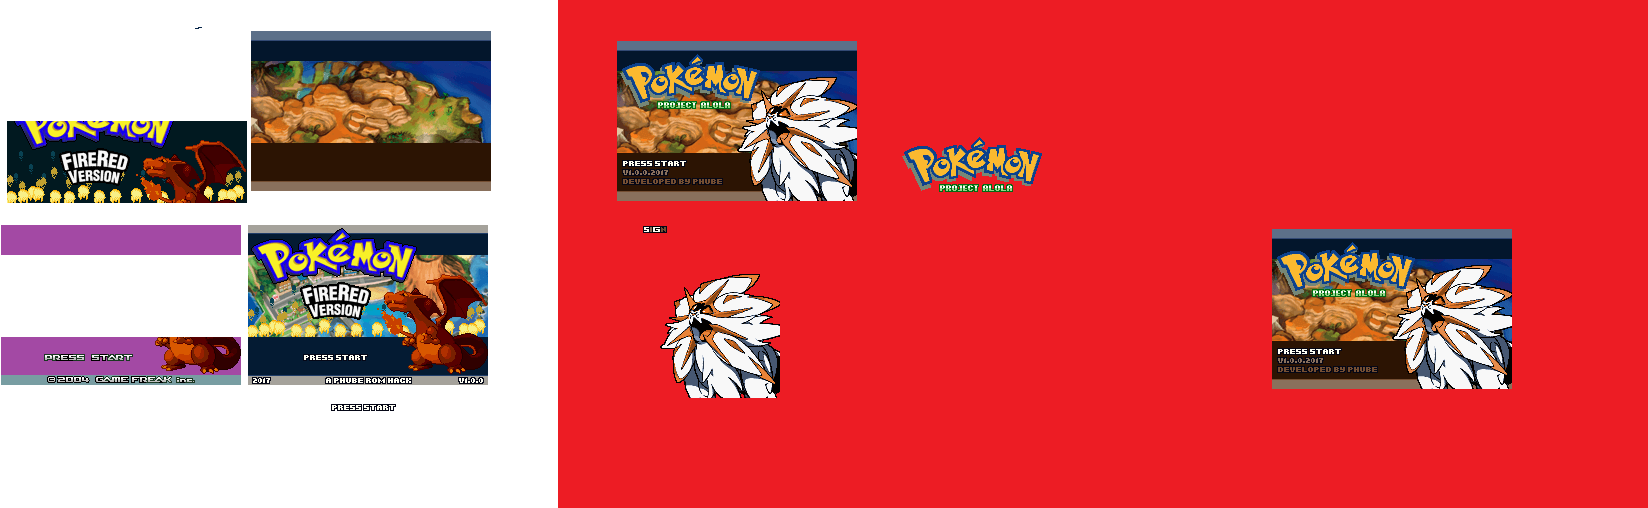 POKéMON
FIRERED
VERSION
PRESS START
©2004 GAME FREAK inc.
POKéMON
FIRERED
VERSION
PRESS START
2017 A PHUBE ROM HACK V1.0.0
PRESS START
POKéMON
PROJECT ALOLA
PRESS START
V1.0.0.2017
DEVELOPED BY PHUBE
POKéMON
PROJECT ALOLA
SIGN
POKéMON
PROJECT ALOLA
PRESS START
V1.0.0.2017
DEVELOPED BY PHUBE